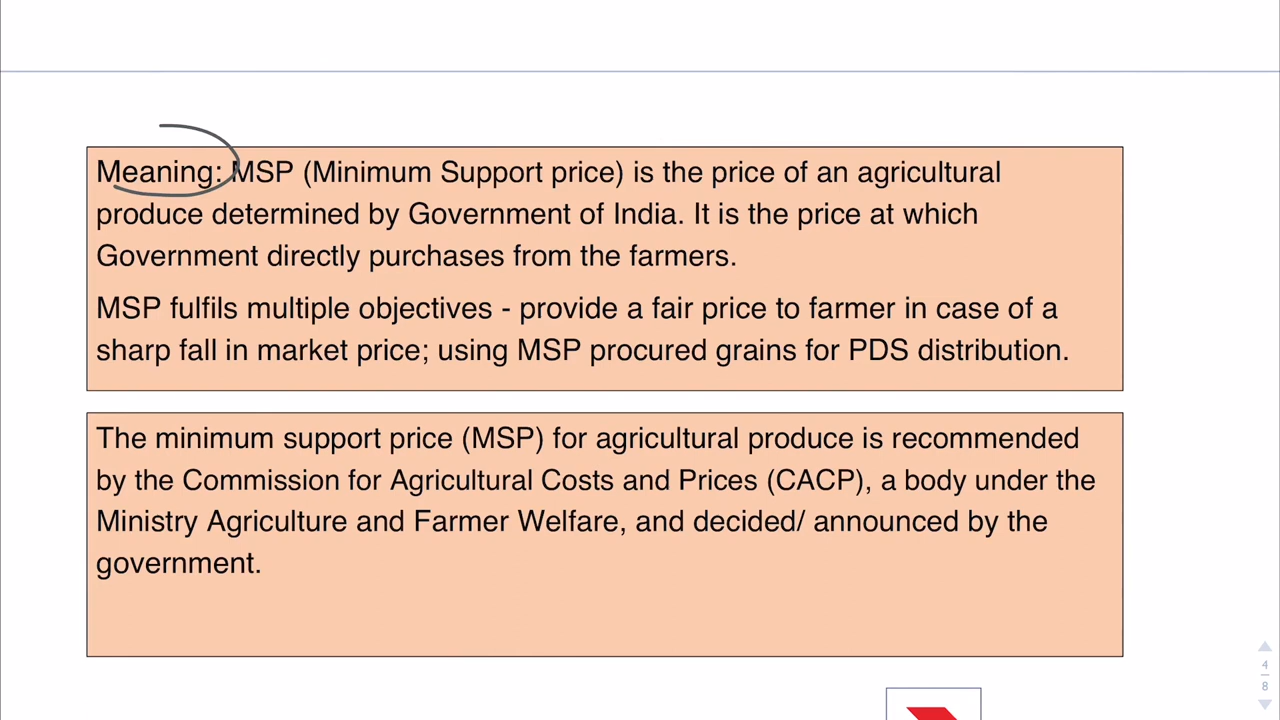 Meaning: MSP (Minimum Support price) is the price of an agricultural
produce determined by Government of India. It is the price at which
Government directly purchases from the farmers.
MSP fulfils multiple objectives - provide a fair price to farmer in case of a
sharp fall in market price; using MSP procured grains for PDS distribution.
The minimum support price (MSP) for agricultural produce is recommended
by the Commission for Agricultural Costs and Prices (CACP), a body under the
Ministry Agriculture and Farmer Welfare, and decided/ announced by the
government.
4
8